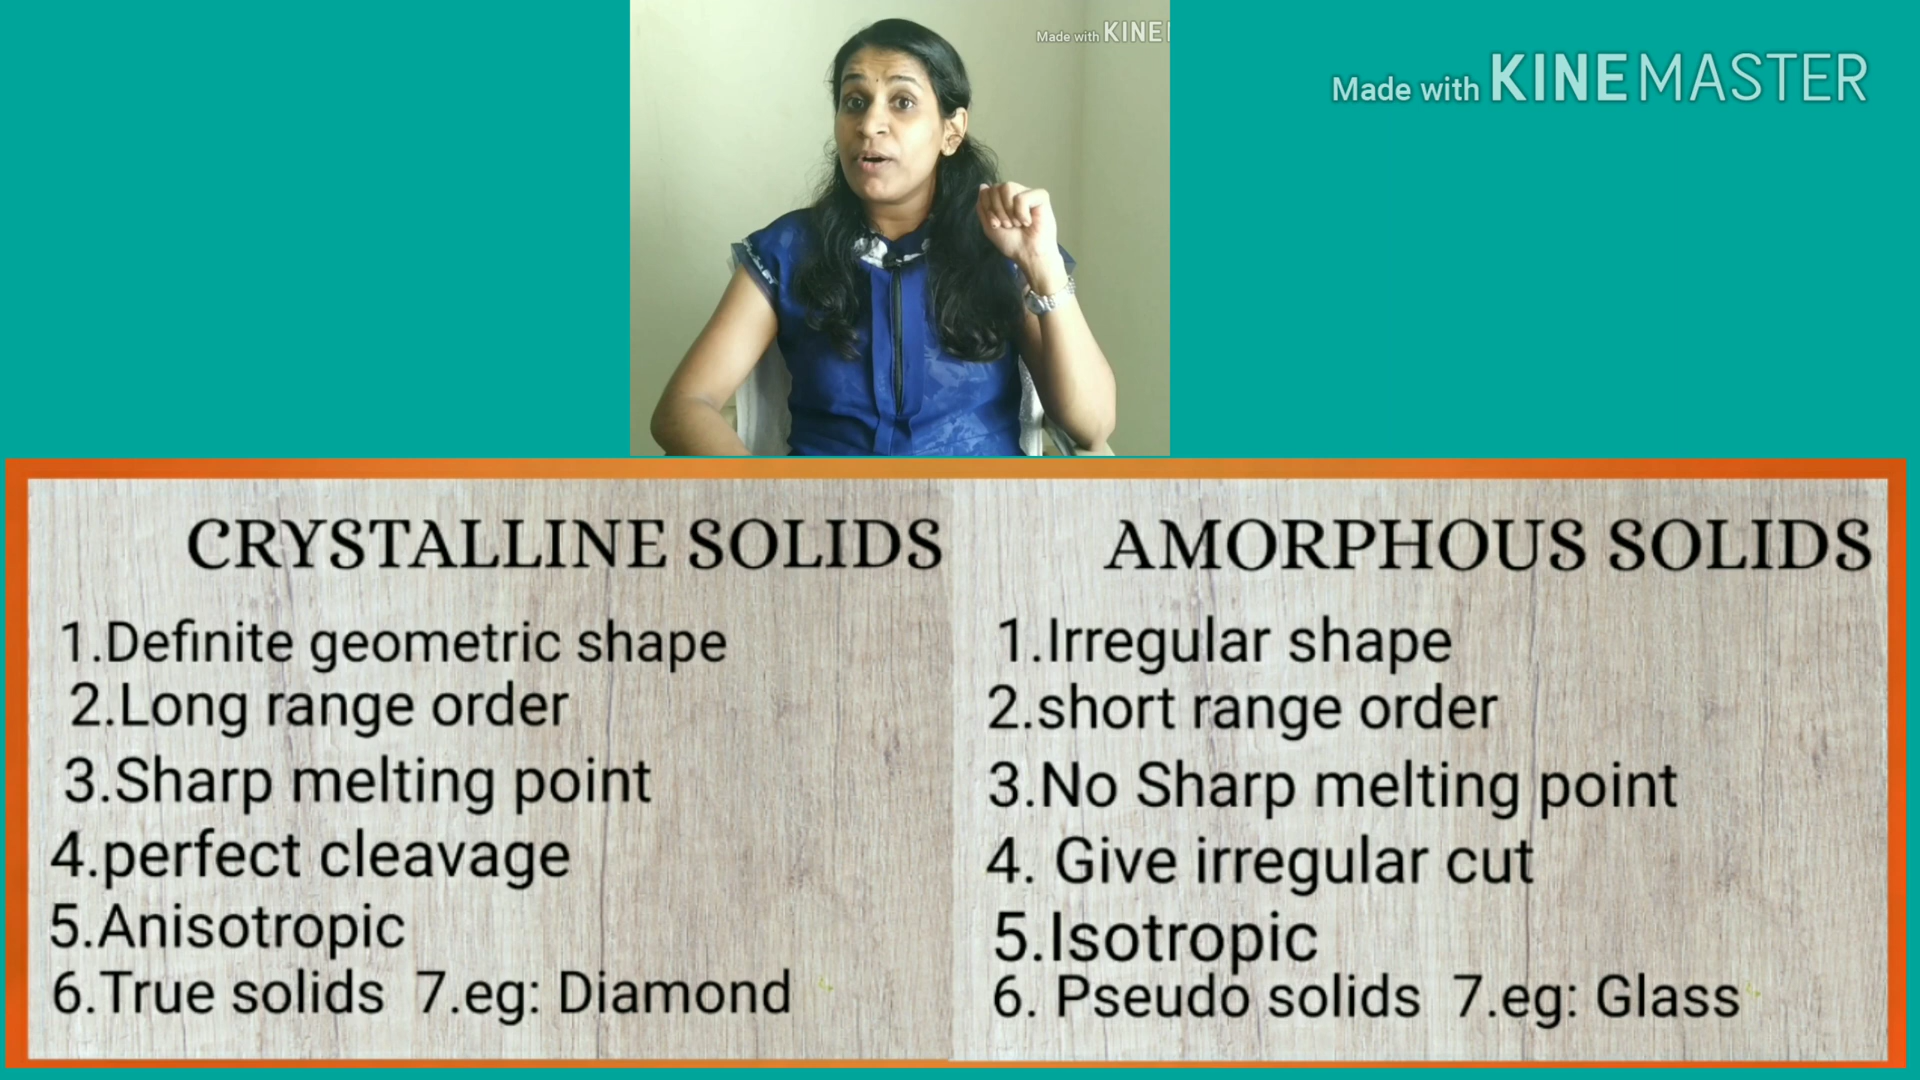 Made with KINE
Made with KINEMASTER
CRYSTALLINE SOLIDS
1.Definite geometric shape
2.Long range order
3.Sharp melting point
4.perfect cleavage
5.Anisotropic
6.True solids 7.eg: Diamond
AMORPHOUS SOLIDS
1.Irregular shape
2.short range order
3.No Sharp melting point
4. Give irregular cut
5.Isotropic
6. Pseudo solids 7.eg: Glass